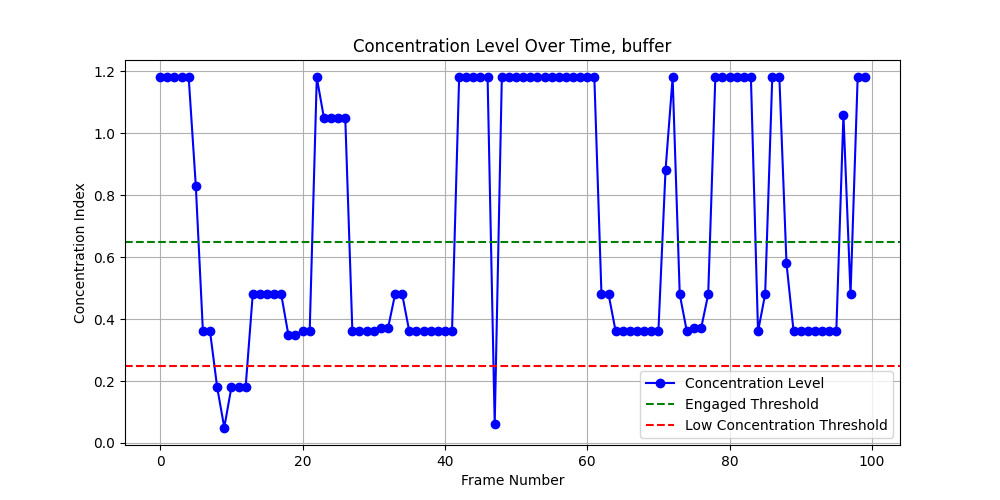 Concentration Level Over Time, buffer
1.2
1.0
0.8
0.6
0.4
0.2
0.0
Concentration Index
0 20 40 60 80 100
Frame Number
Concentration Level
Engaged Threshold
Low Concentration Threshold